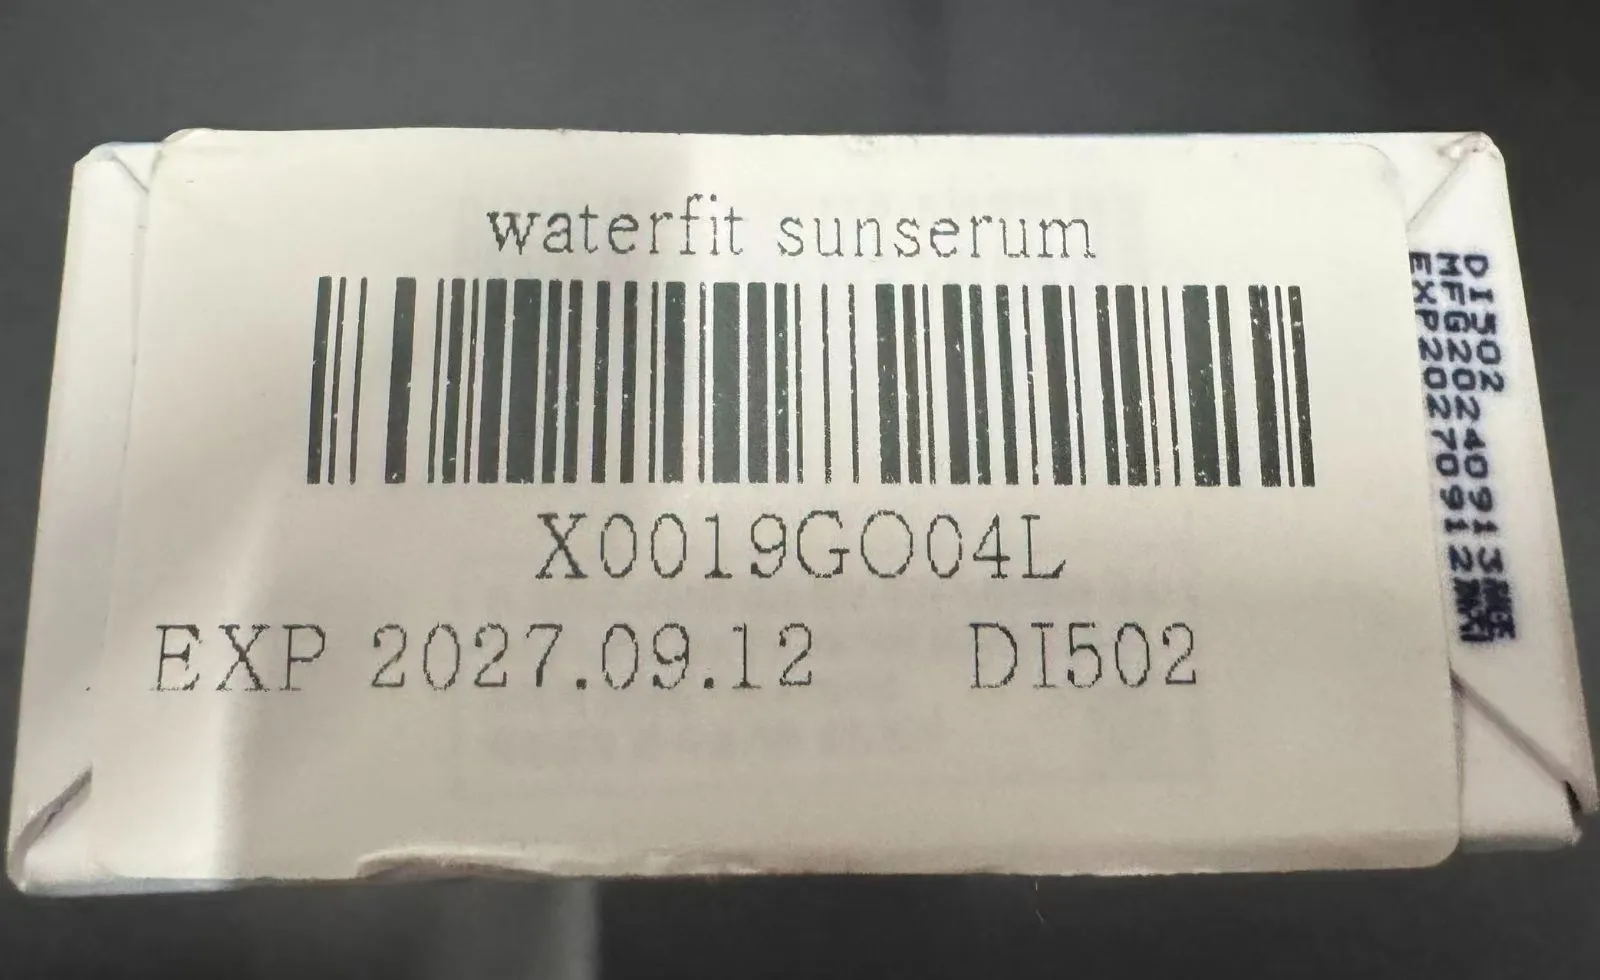 waterfit sunserum
X0019GO04L
EXP 2027.09.12 DI502
DI502
MFG20240913
EXP20270912